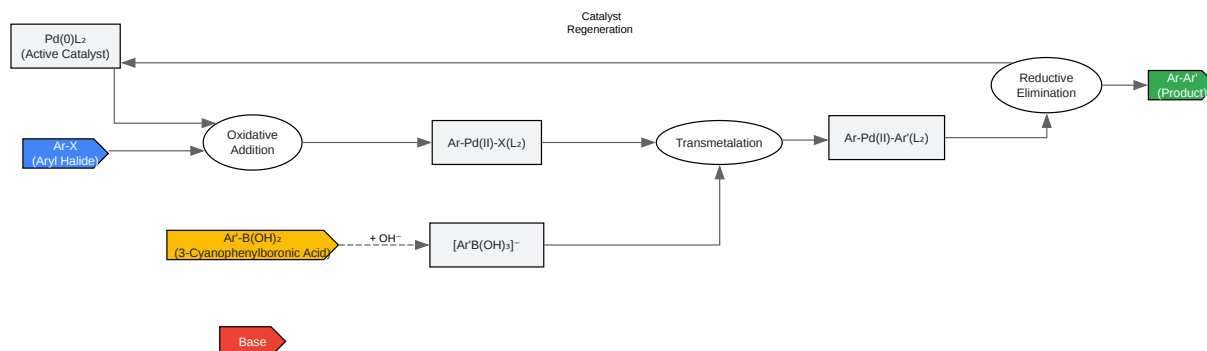 Catalyst
Regeneration
Pd(0)L₂
(Active Catalyst)
Reductive
Elimination
Ar-Ar'
(Product)
Oxidative
Addition
Ar-X
(Aryl Halide)
Ar-Pd(II)-X(L₂)
Transmetalation
Ar-Pd(II)-Ar'(L₂)
Ar'-B(OH)₂
(3-Cyanophenylboronic Acid)
+ OH⁻
[Ar'B(OH)₃]⁻
Base